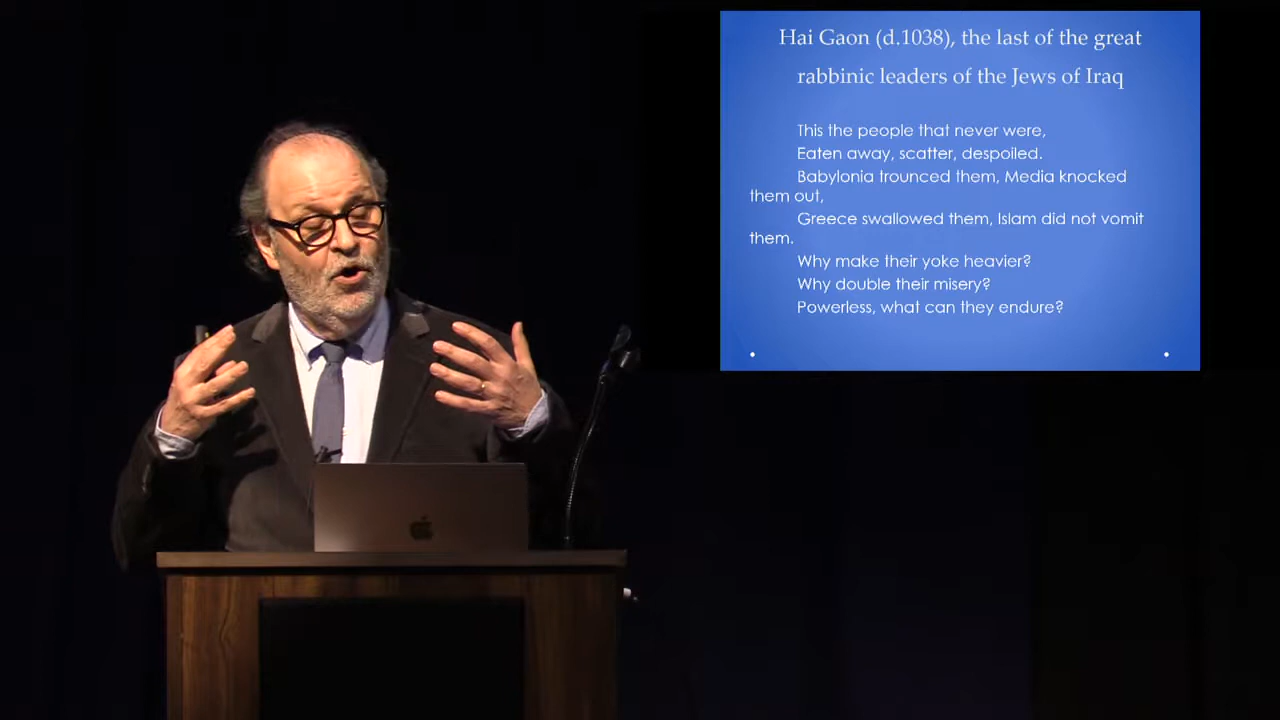 Hai Gaon (d.1038), the last of the great
rabbinic leaders of the Jews of Iraq
This the people that never were,
Eaten away, scatter, despoiled.
Babylonia trounced them, Media knocked
them out,
Greece swallowed them, Islam did not vomit
them.
Why make their yoke heavier?
Why double their misery?
Powerless, what can they endure?